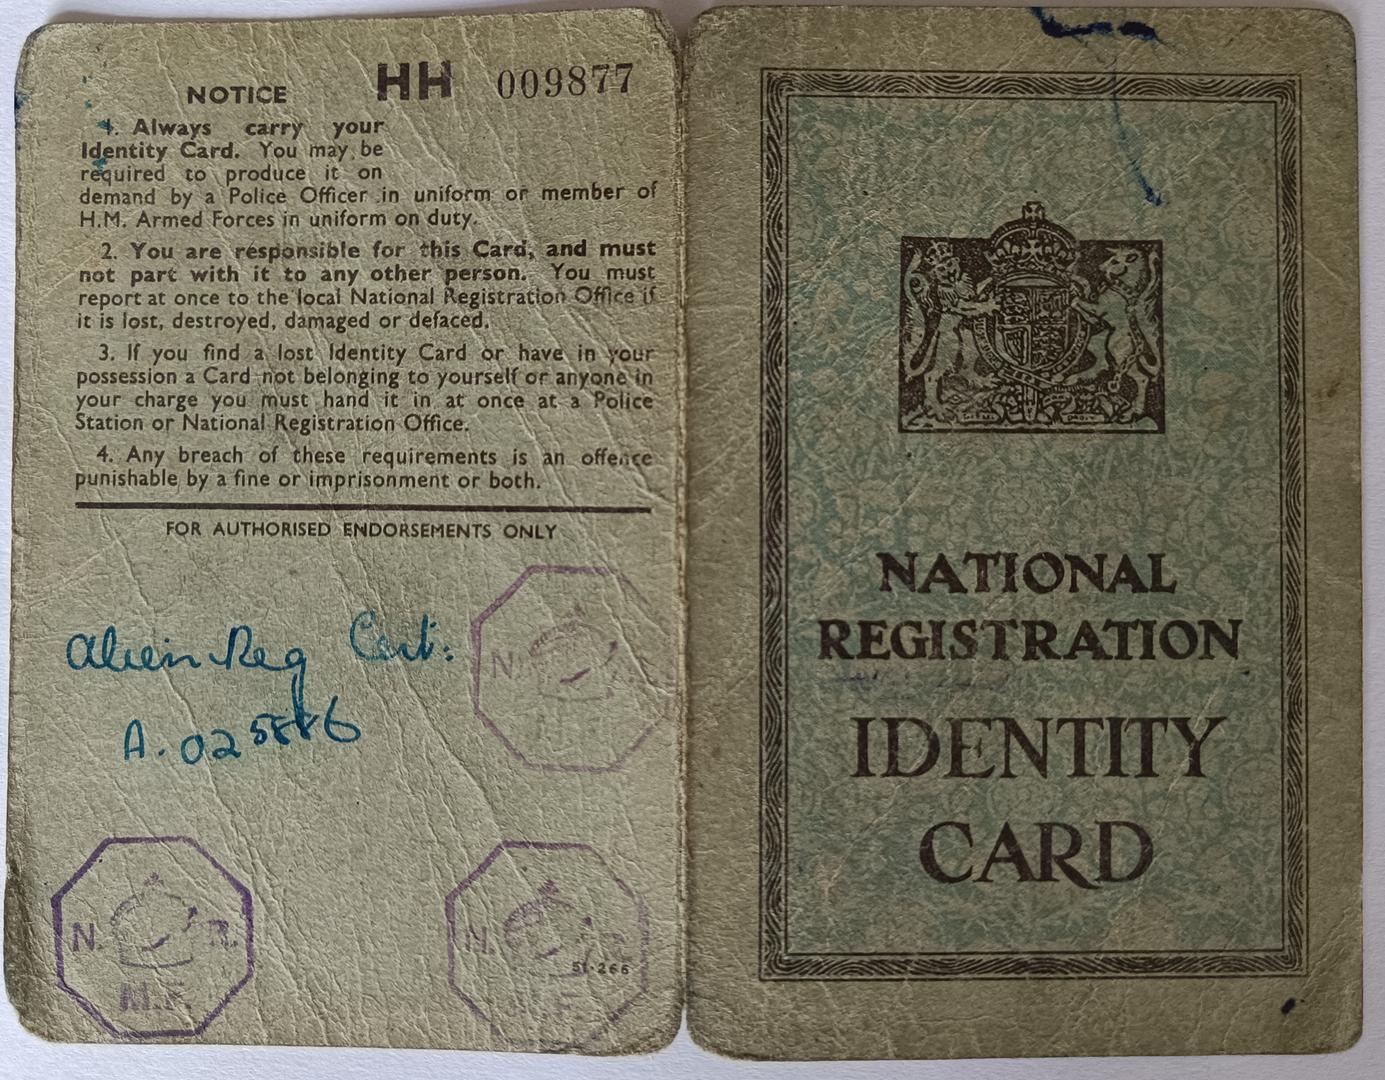 NOTICE HH 009877
1. Always carry your
Identity Card. You may be
required to produce it on
demand by a Police Officer in uniform or member of
H.M. Armed Forces in uniform on duty.
2. You are responsible for this Card, and must
not part with it to any other person. You must
report at once to the local National Registration Office if
it is lost, destroyed, damaged or defaced.
3. If you find a lost Identity Card or have in your
possession a Card not belonging to yourself or anyone in
your charge you must hand it in at once at a Police
Station or National Registration Office.
4. Any breach of these requirements is an offence
punishable by a fine or imprisonment or both.
FOR AUTHORISED ENDORSEMENTS ONLY
Alien Reg Cert:
A. 025886
N.
N. R.
N.
51-266
NATIONAL
REGISTRATION
IDENTITY
CARD